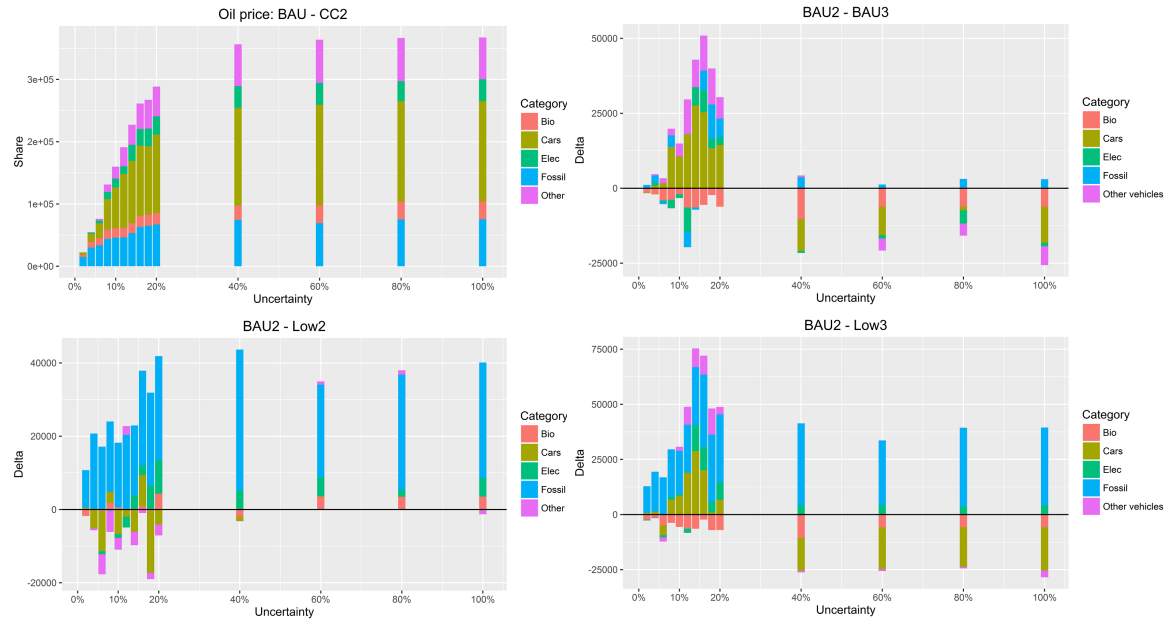 Oil price: BAU - CC2
Share
3e+05
2e+05
1e+05
0e+00
0%
10%
20%
40%
60%
80%
100%
Uncertainty
Category
Bio
Cars
Elec
Fossil
Other
BAU2 - BAU3
Delta
50000
25000
0
-25000
0%
10%
20%
40%
60%
80%
100%
Uncertainty
Category
Bio
Cars
Elec
Fossil
Other vehicles
BAU2 - Low2
Delta
40000
20000
0
-20000
0%
10%
20%
40%
60%
80%
100%
Uncertainty
Category
Bio
Cars
Elec
Fossil
Other
BAU2 - Low3
Delta
75000
50000
25000
0
-25000
0%
10%
20%
40%
60%
80%
100%
Uncertainty
Category
Bio
Cars
Elec
Fossil
Other vehicles